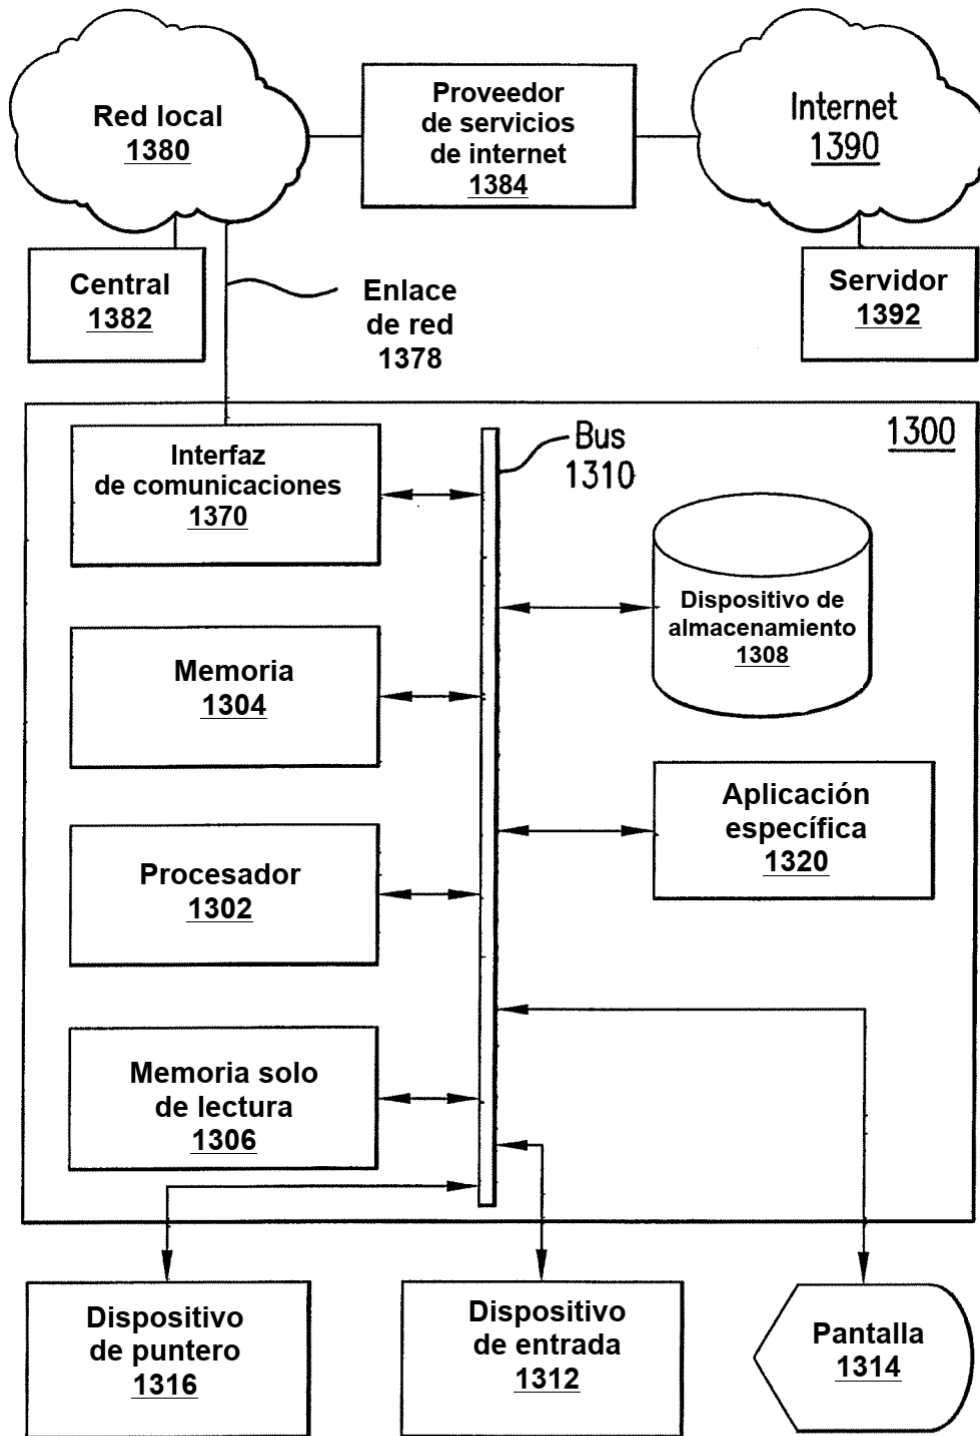 Red local
1380
Proveedor
de servicios
de internet
1384
Internet
1390
Central
1382
Enlace
de red
1378
Servidor
1392
1300
Interfaz
de comunicaciones
1370
Bus
1310
Dispositivo de
almacenamiento
1308
Memoria
1304
Aplicación
específica
1320
Procesador
1302
Memoria solo
de lectura
1306
Dispositivo
de puntero
1316
Dispositivo
de entrada
1312
Pantalla
1314